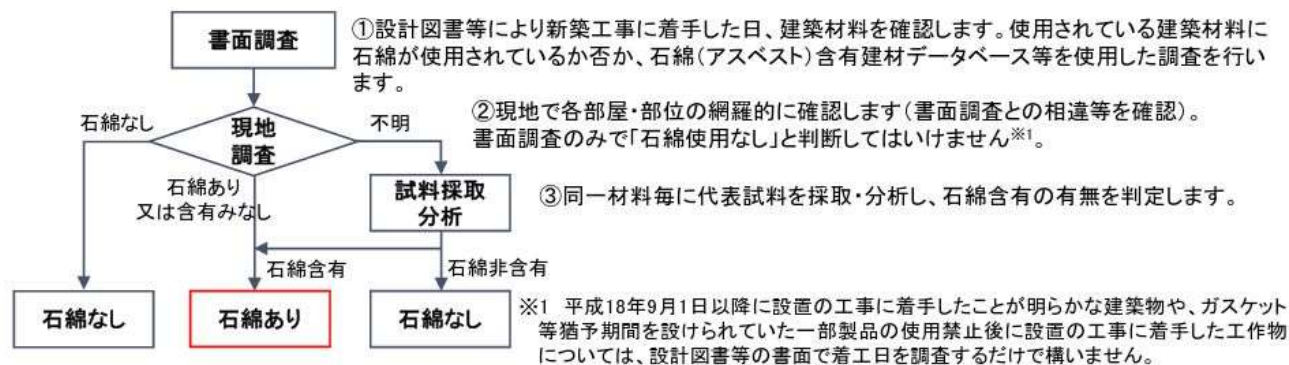 書面調査
①設計図書等により新築工事に着手した日、建築材料を確認します。使用されている建築材料に
石綿が使用されているか否か、石綿(アスベスト)含有建材データベース等を使用した調査を行い
ます。
②現地で各部屋・部位の網羅的に確認します(書面調査との相違等を確認)。
書面調査のみで「石綿使用なし」と判断してはいけません※1。
石綿なし
現地
調査
不明
石綿あり
又は含有みなし
試料採取
分析
③同一材料毎に代表試料を採取・分析し、石綿含有の有無を判定します。
石綿含有
石綿非含有
石綿なし
石綿あり
石綿なし
※1 平成18年9月1日以降に設置の工事に着手したことが明らかな建築物や、ガスケット
等猶予期間を設けられていた一部製品の使用禁止後に設置の工事に着手した工作物
については、設計図書等の書面で着工日を調査するだけで構いません。